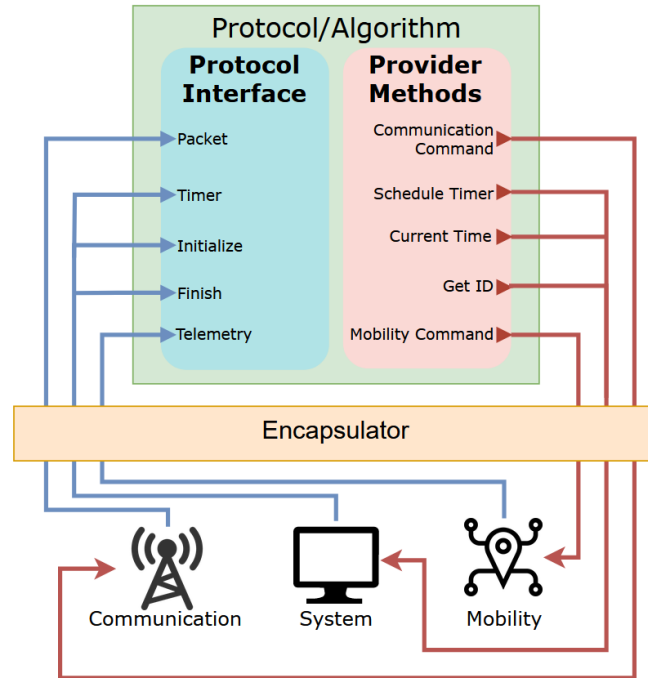 Protocol/Algorithm
Protocol
Interface
Packet
Timer
Initialize
Finish
Telemetry
Provider
Methods
Communication
Command
Schedule Timer
Current Time
Get ID
Mobility Command
Encapsulator
Communication
System
Mobility